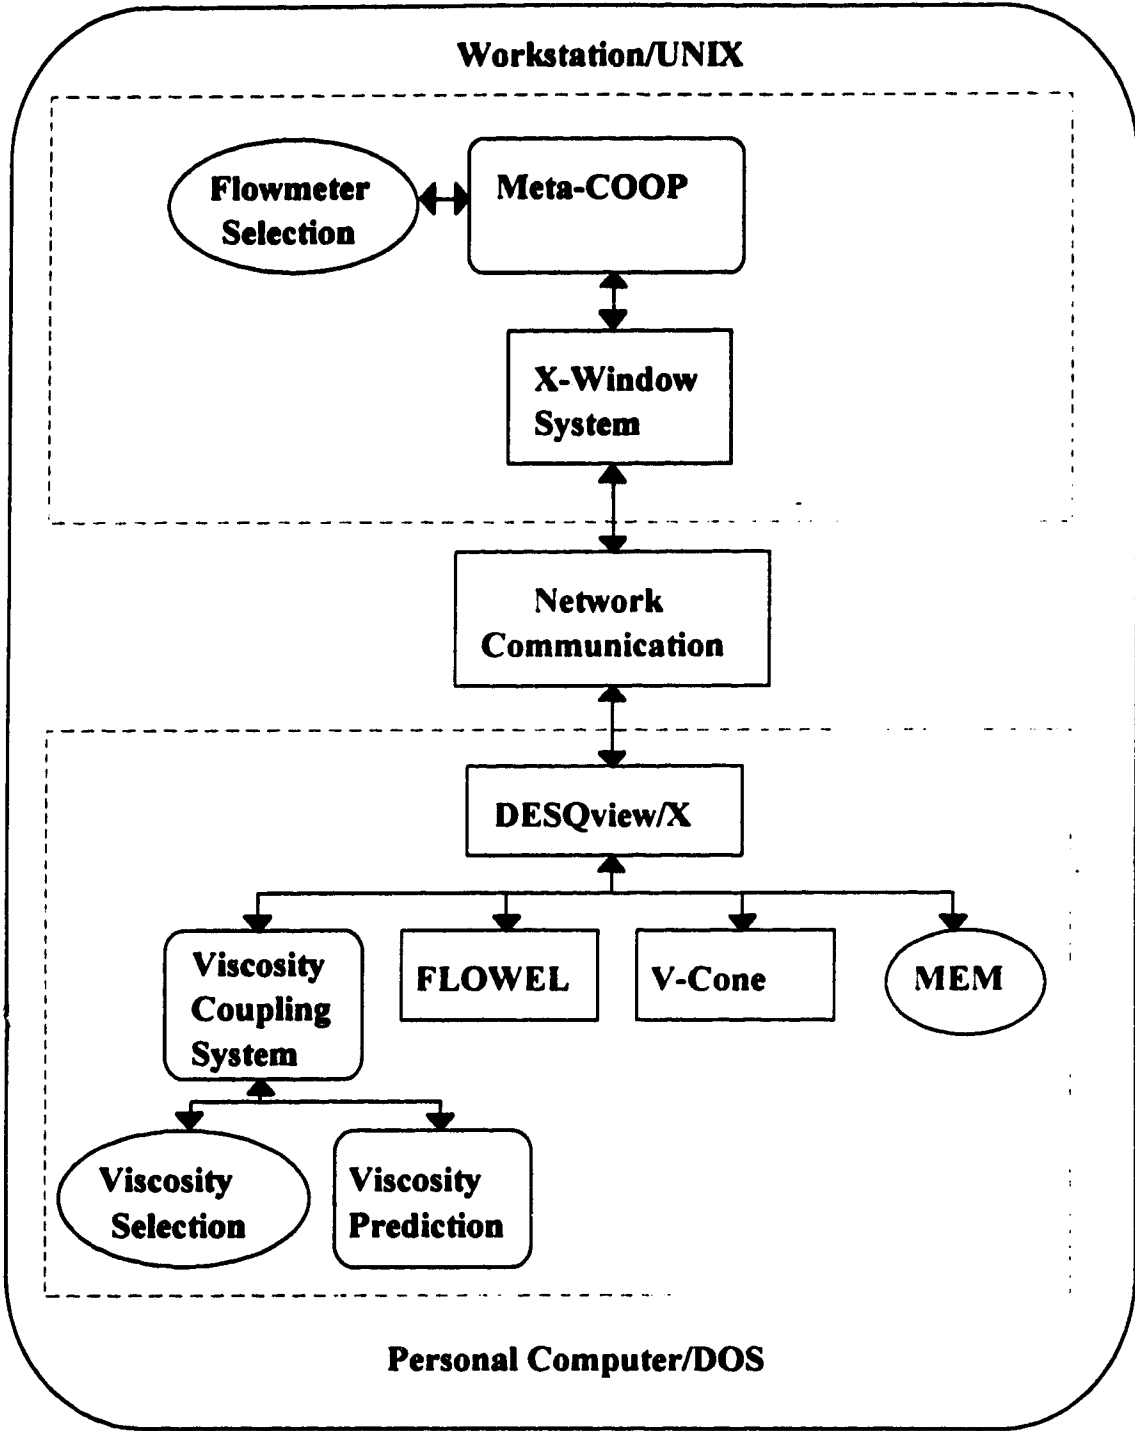 Workstation/UNIX
Flowmeter
Selection
Meta-COOP
X-Window
System
Network
Communication
DESQview/X
Viscosity
Coupling
System
FLOWEL
V-Cone
MEM
Viscosity
Selection
Viscosity
Prediction
Personal Computer/DOS